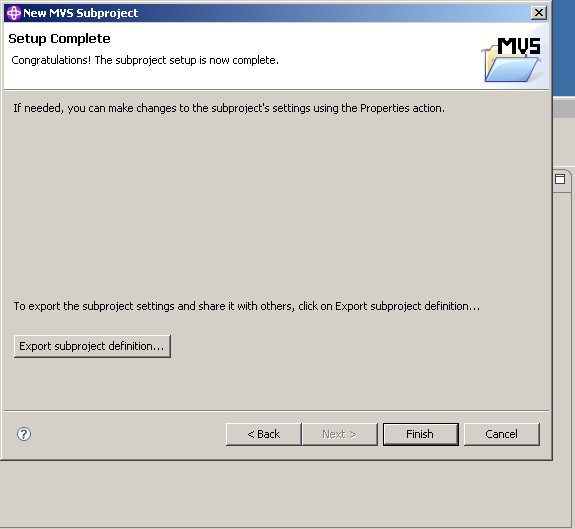 New MVS Subproject
Setup Complete
Congratulations! The subproject setup is now complete.
MVS
If needed, you can make changes to the subproject's settings using the Properties action.
To export the subproject settings and share it with others, click on Export subproject definition...
Export subproject definition...
?
< Back
Next >
Finish
Cancel